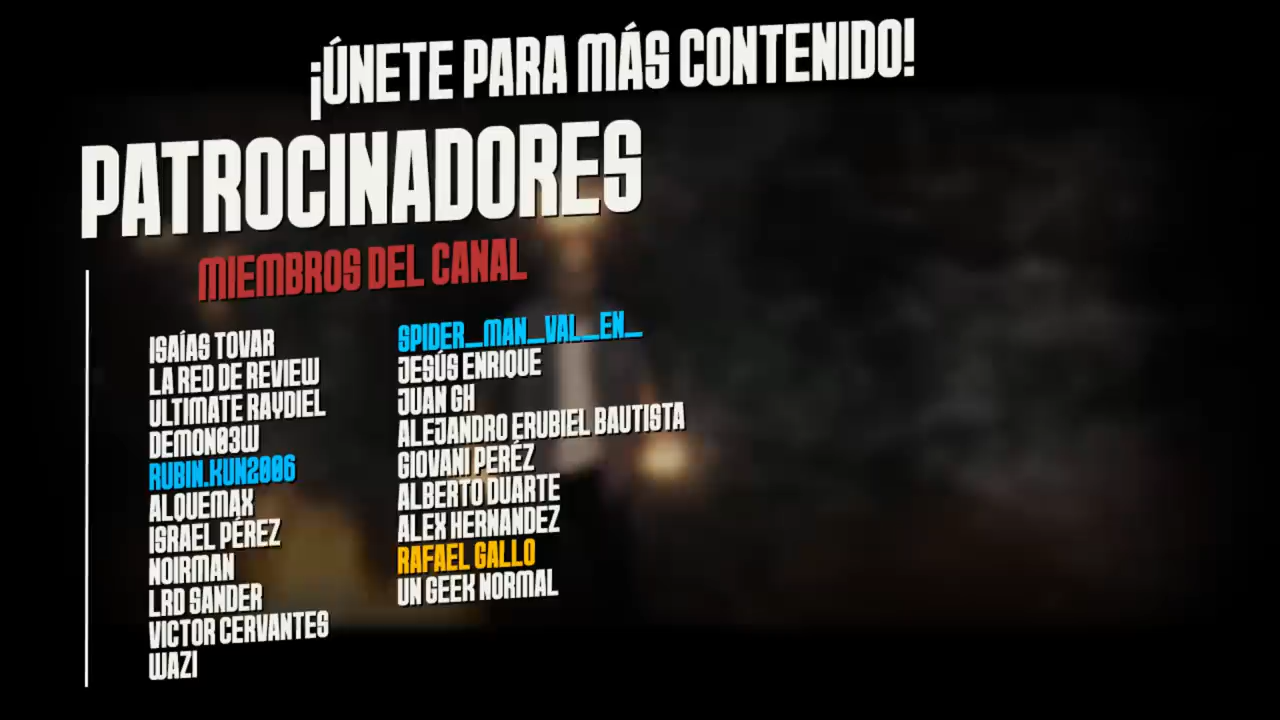 ¡ÚNETE PARA MÁS CONTENIDO!
PATROCINADORES
MIEMBROS DEL CANAL
ISAÍAS TOVAR
LA RED DE REVIEW
ULTIMATE RAYDIEL
DEMON03W
RUBIN.KUN2006
ALQUEMAX
ISRAEL PÉREZ
NOIRMAN
LRD SANDER
VICTOR CERVANTES
WAZI
SPIDER_MAN_VAL_EN_
JESÚS ENRIQUE
JUAN GH
ALEJANDRO ERUBIEL BAUTISTA
GIOVANI PERÉZ
ALBERTO DUARTE
ALEX HERNANDEZ
RAFAEL GALLO
UN GEEK NORMAL